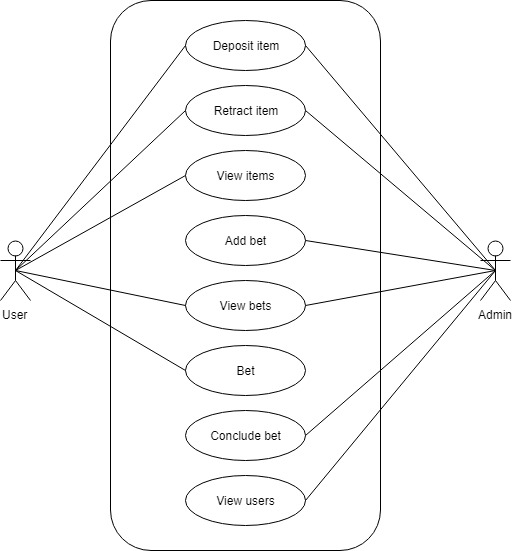 Deposit item
Retract item
View items
Add bet
View bets
User
Admin
Bet
Conclude bet
View users